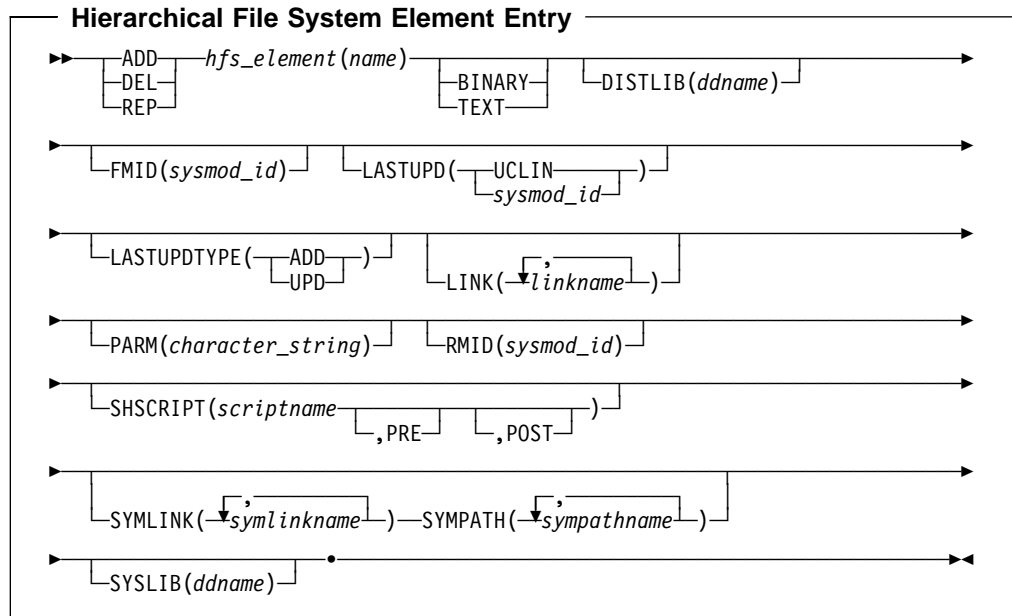 Hierarchical File System Element Entry
ADD hfs_element(name)
DEL BINARY DISTLIB(ddname)
REP TEXT
FMID(sysmod_id) LASTUPD( UCLIN )
sysmod_id
LASTUPDTYPE( ADD ) ,
UPD LINK( linkname )
PARM(character_string) RMID(sysmod_id)
SHSCRIPT(scriptname )
,PRE ,POST
, ,
SYMLINK( symlinkname ) SYMPATH( sympathname )
SYSLIB(ddname)